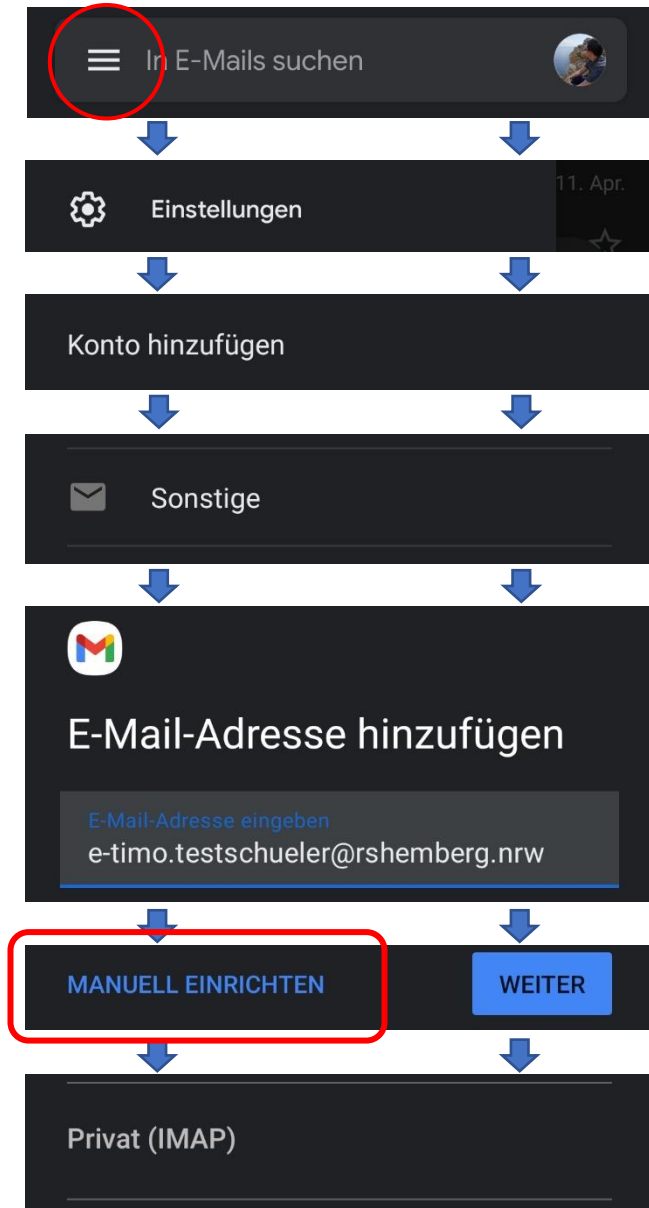 In E-Mails suchen
11. Apr.
Einstellungen
Konto hinzufügen
Sonstige
E-Mail-Adresse hinzufügen
E-Mail-Adresse eingeben
e-timo.testschueler@rshemberg.nrw
MANUELL EINRICHTEN WEITER
Privat (IMAP)